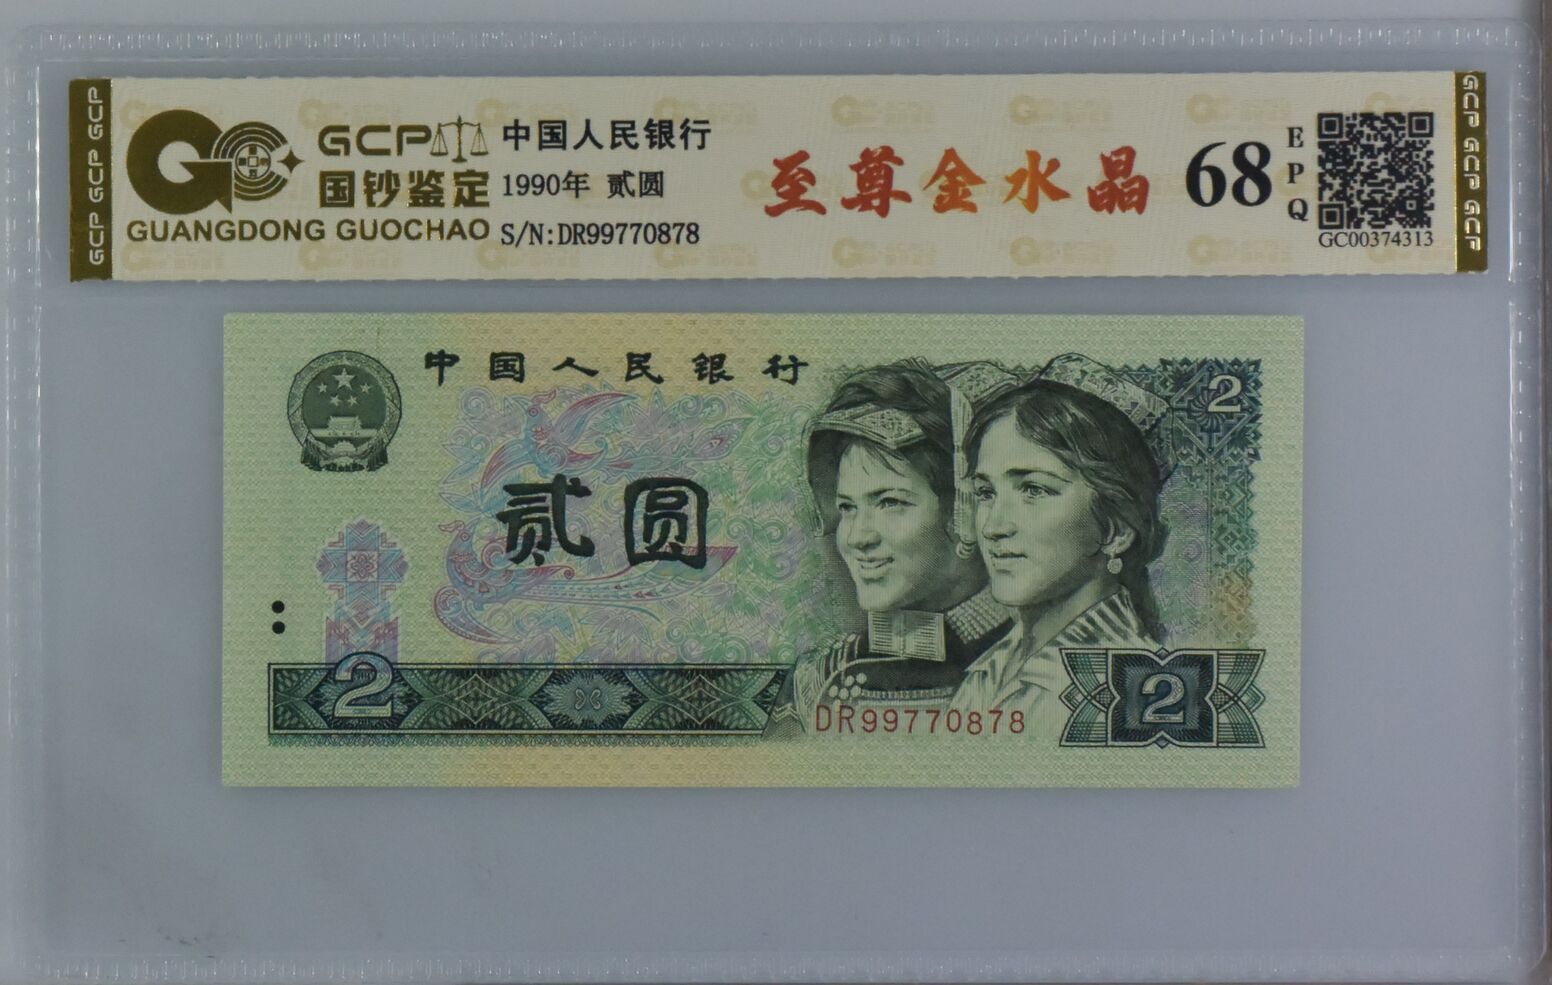 GCP GCP GCP
GCP
国钞鉴定
GUANGDONG GUOCHAO
中国人民银行
1990年 贰圆
S/N:DR99770878
至尊金水晶
68
EPQ
GC00374313
GCP GCP GCP
中国人民银行
2
贰圆
2
DR99770878
2